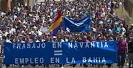 TRABAJO EN NAVANTIA
=
EMPLEO EN LA BAHIA